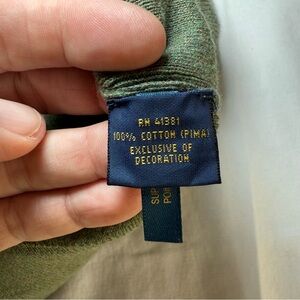 RN 41381
100% COTTON (PIMA)
EXCLUSIVE OF
DECORATION